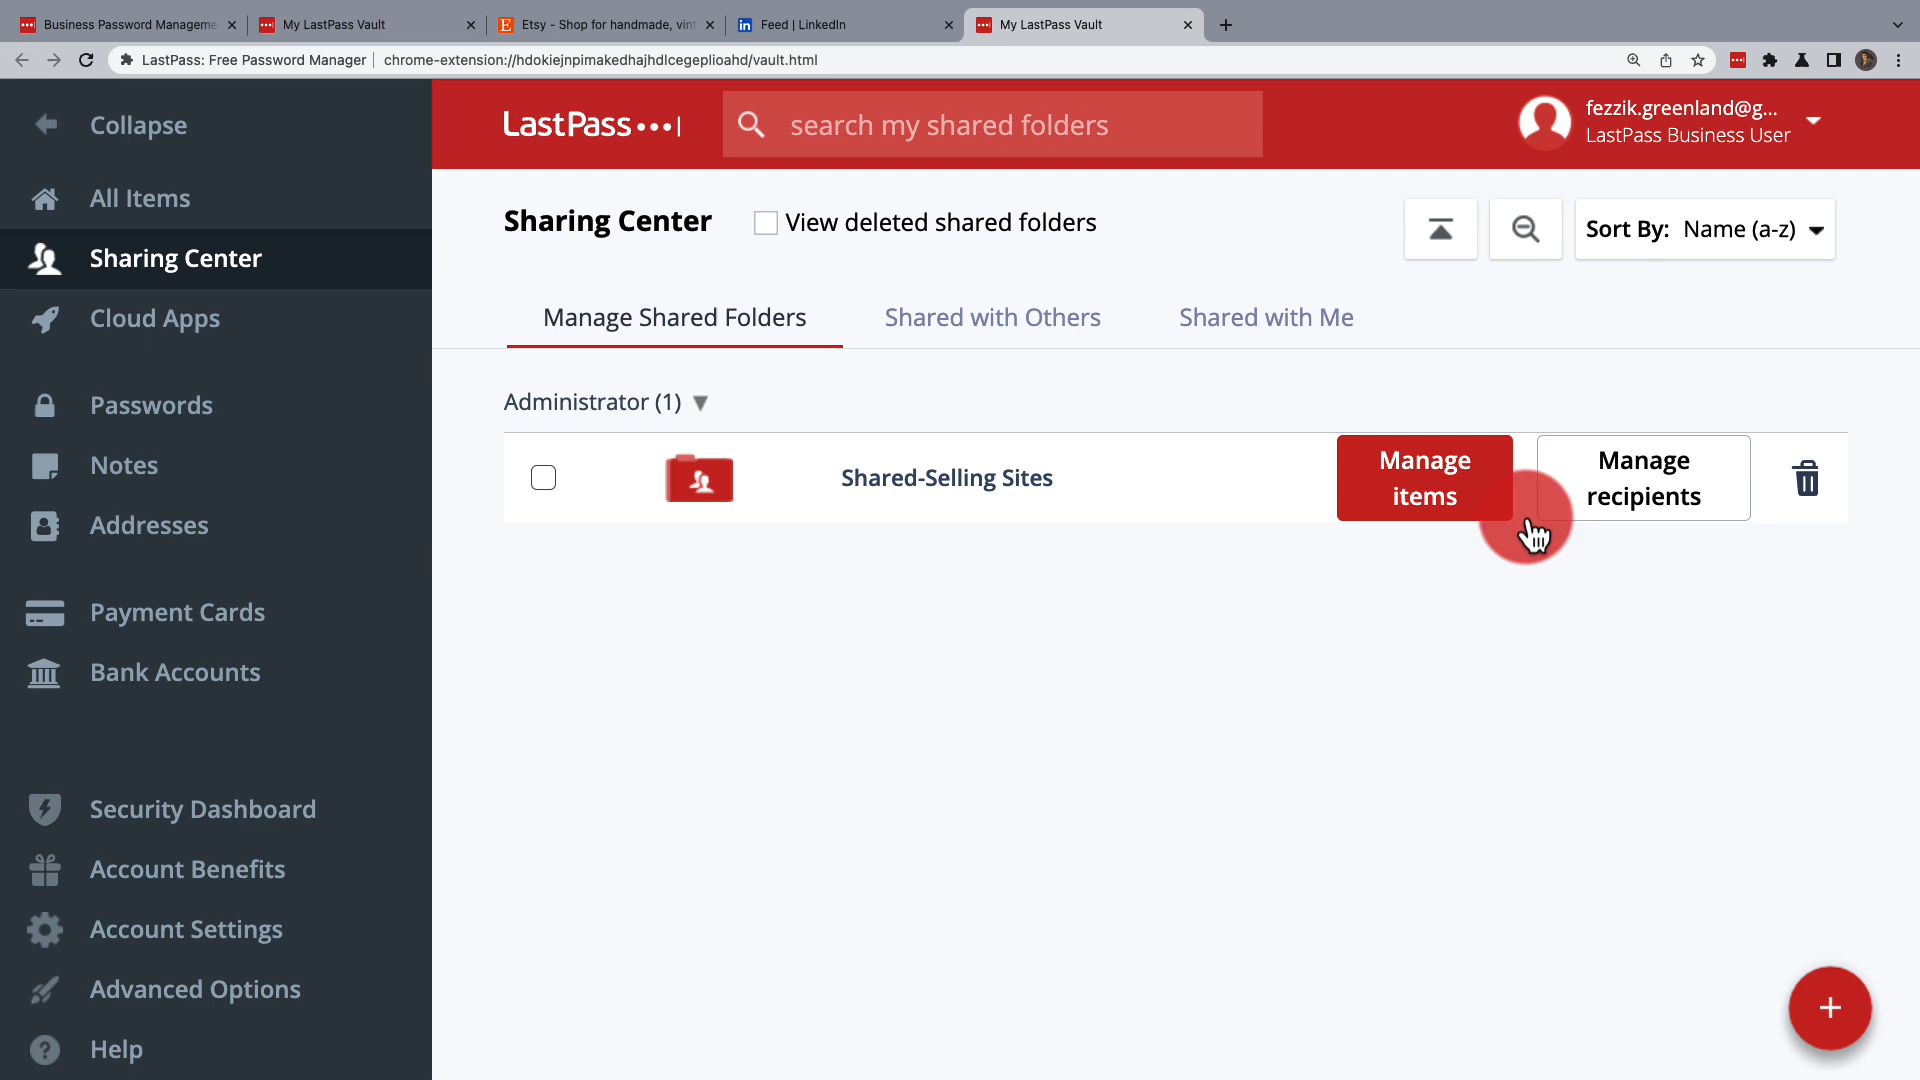 Business Password Manageme
My LastPass Vault
Etsy - Shop for handmade, vint
Feed | LinkedIn
My LastPass Vault
LastPass: Free Password Manager
chrome-extension://hdokiejnpimakedhajhdlcegeplioahd/vault.html
Collapse
All Items
Sharing Center
Cloud Apps
Passwords
Notes
Addresses
Payment Cards
Bank Accounts
Security Dashboard
Account Benefits
Account Settings
Advanced Options
Help
LastPass
search my shared folders
fezzik.greenland@g...
LastPass Business User
Sharing Center
View deleted shared folders
Sort By: Name (a-z)
Manage Shared Folders
Shared with Others
Shared with Me
Administrator (1)
Shared-Selling Sites
Manage
items
Manage
recipients